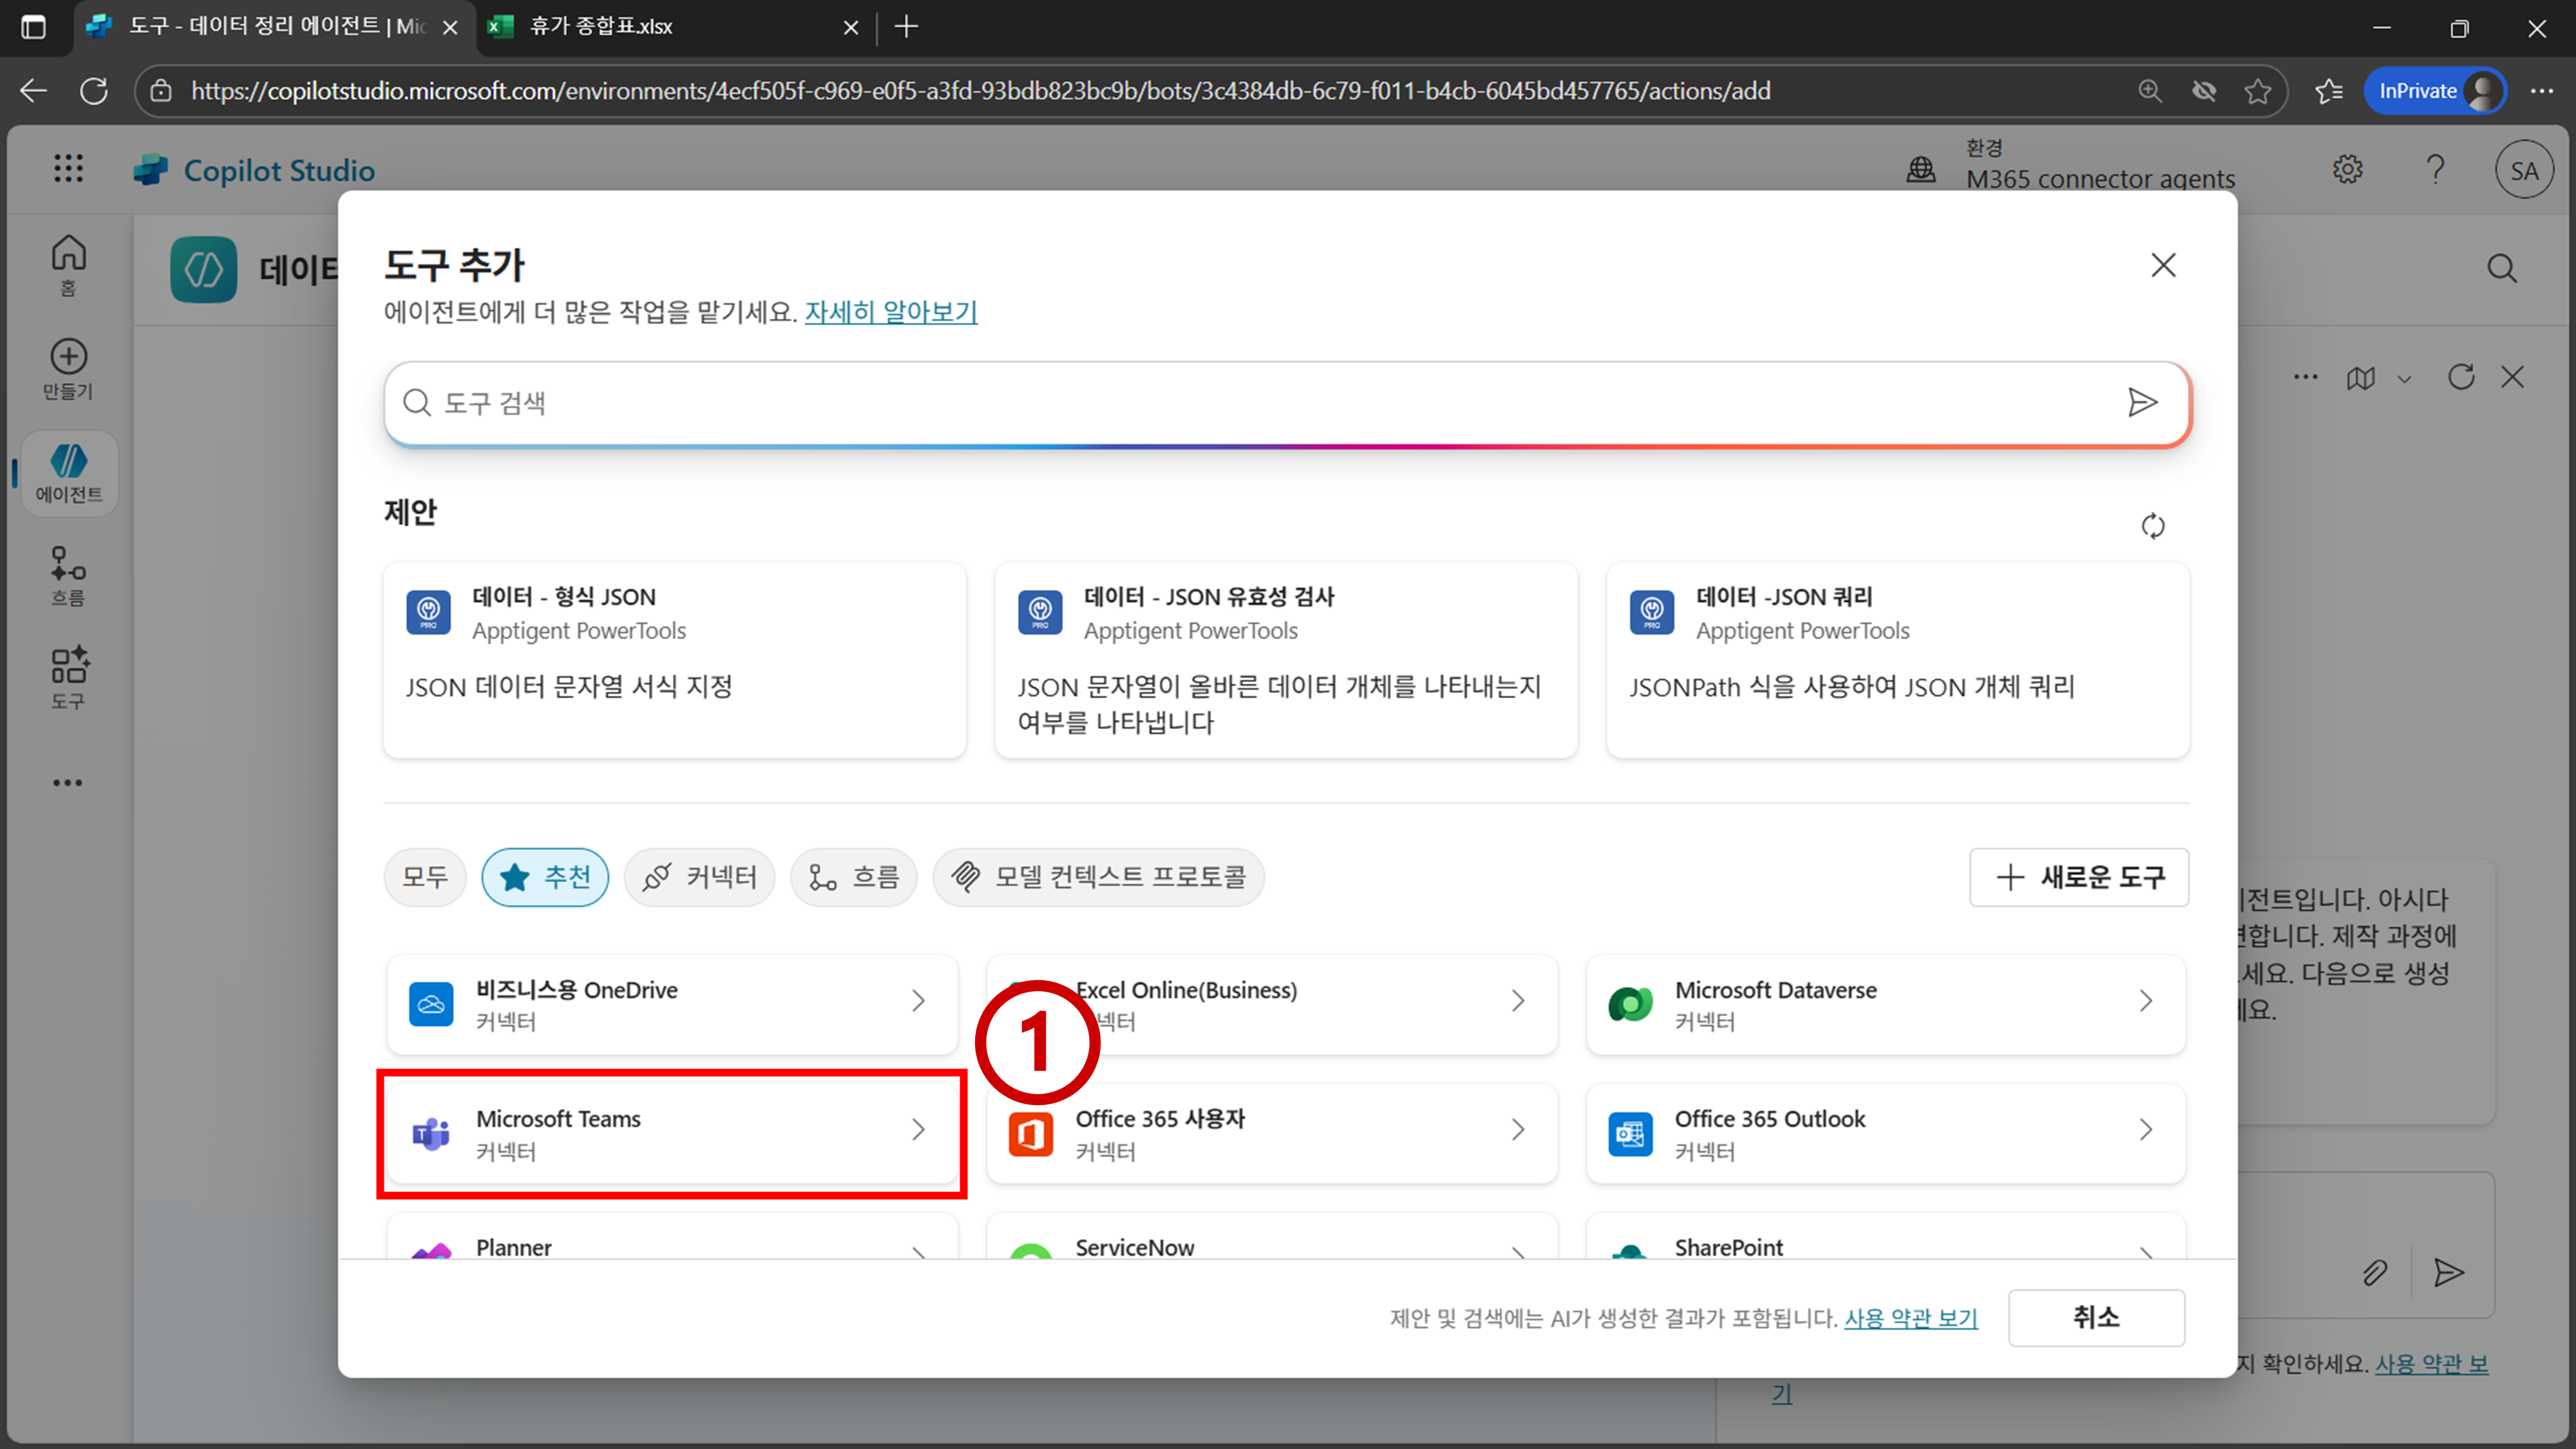 도구 - 데이터 정리 에이전트 | Mic
휴가 종합표.xlsx
https://copilotstudio.microsoft.com/environments/4ecf505f-c969-e0f5-a3fd-93bdb823bc9b/bots/3c4384db-6c79-f011-b4cb-6045bd457765/actions/add
InPrivate
Copilot Studio
환경
M365 connector agents
SA
홈
만들기
에이전트
흐름
도구
데이터
도구 추가
에이전트에게 더 많은 작업을 맡기세요. 자세히 알아보기
도구 검색
제안
데이터 - 형식 JSON
Apptigent PowerTools
JSON 데이터 문자열 서식 지정
데이터 - JSON 유효성 검사
Apptigent PowerTools
JSON 문자열이 올바른 데이터 개체를 나타내는지
여부를 나타냅니다
데이터 -JSON 쿼리
Apptigent PowerTools
JSONPath 식을 사용하여 JSON 개체 쿼리
PRO
PRO
PRO
모두
추천
커넥터
흐름
모델 컨텍스트 프로토콜
새로운 도구
비즈니스용 OneDrive
커넥터
Excel Online(Business)
넥터
Microsoft Dataverse
커넥터
1
Microsoft Teams
커넥터
Office 365 사용자
커넥터
Office 365 Outlook
커넥터
Planner
ServiceNow
SharePoint
제안 및 검색에는 AI가 생성한 결과가 포함됩니다. 사용 약관 보기
취소
이전트입니다. 아시다
합니다. 제작 과정에
세요. 다음으로 생성
요.
지 확인하세요. 사용 약관 보
기